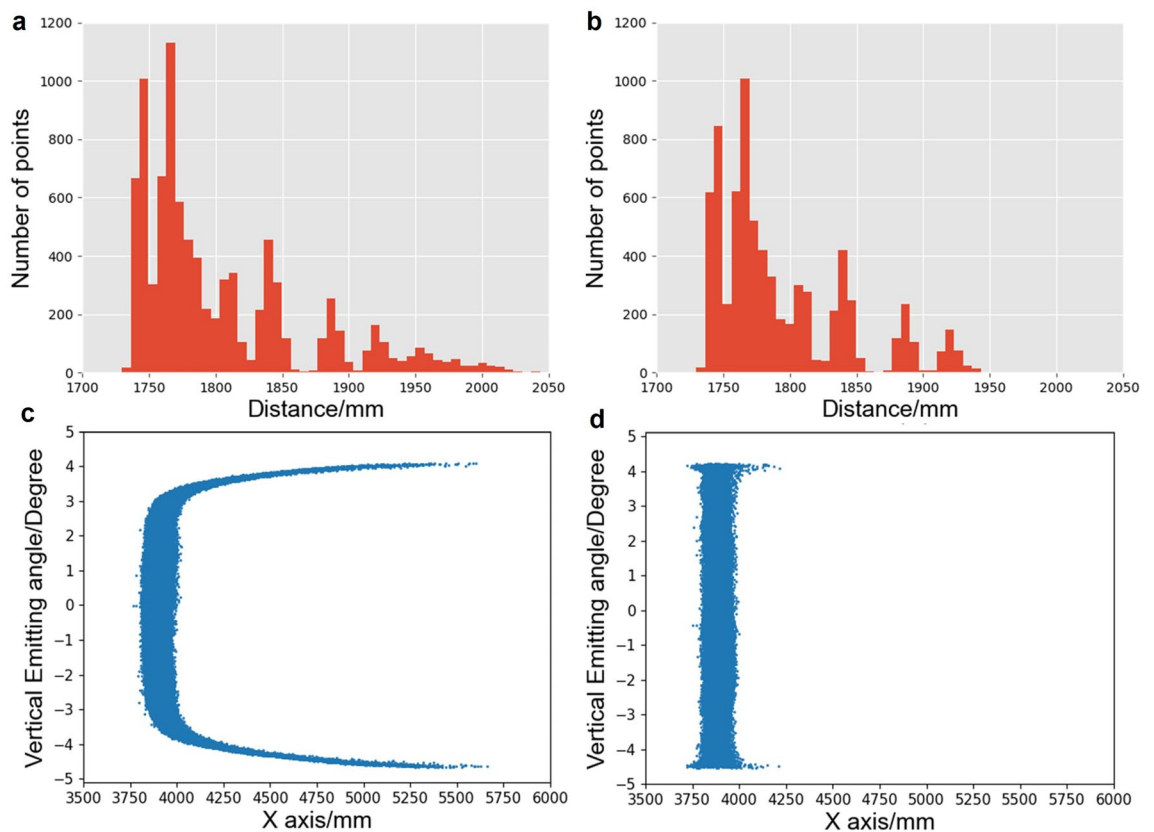 a
1200
1000
800
600
400
200
0
Number of points
1700 1750 1800 1850 1900 1950 2000 2050
Distance/mm
b
1200
1000
800
600
400
200
0
Number of points
1700 1750 1800 1850 1900 1950 2000 2050
Distance/mm
c
5
4
3
2
1
0
−1
−2
−3
−4
−5
Vertical Emitting angle/Degree
3500 3750 4000 4250 4500 4750 5000 5250 5500 5750 6000
X axis/mm
d
5
4
3
2
1
0
−1
−2
−3
−4
−5
Vertical Emitting angle/Degree
3500 3750 4000 4250 4500 4750 5000 5250 5500 5750 6000
X axis/mm